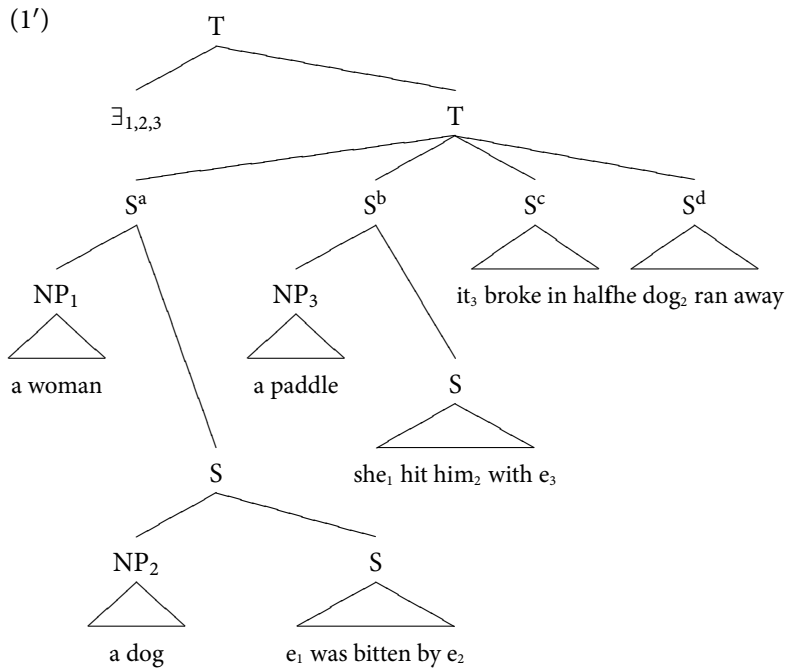 (1′)
T
∃1,2,3
T
Sᵃ Sᵇ Sᶜ Sᵈ
NP₁ NP₃ it₃ broke in half the dog₂ ran away
a woman a paddle S
S she₁ hit him₂ with e₃
NP₂ S
a dog e₁ was bitten by e₂